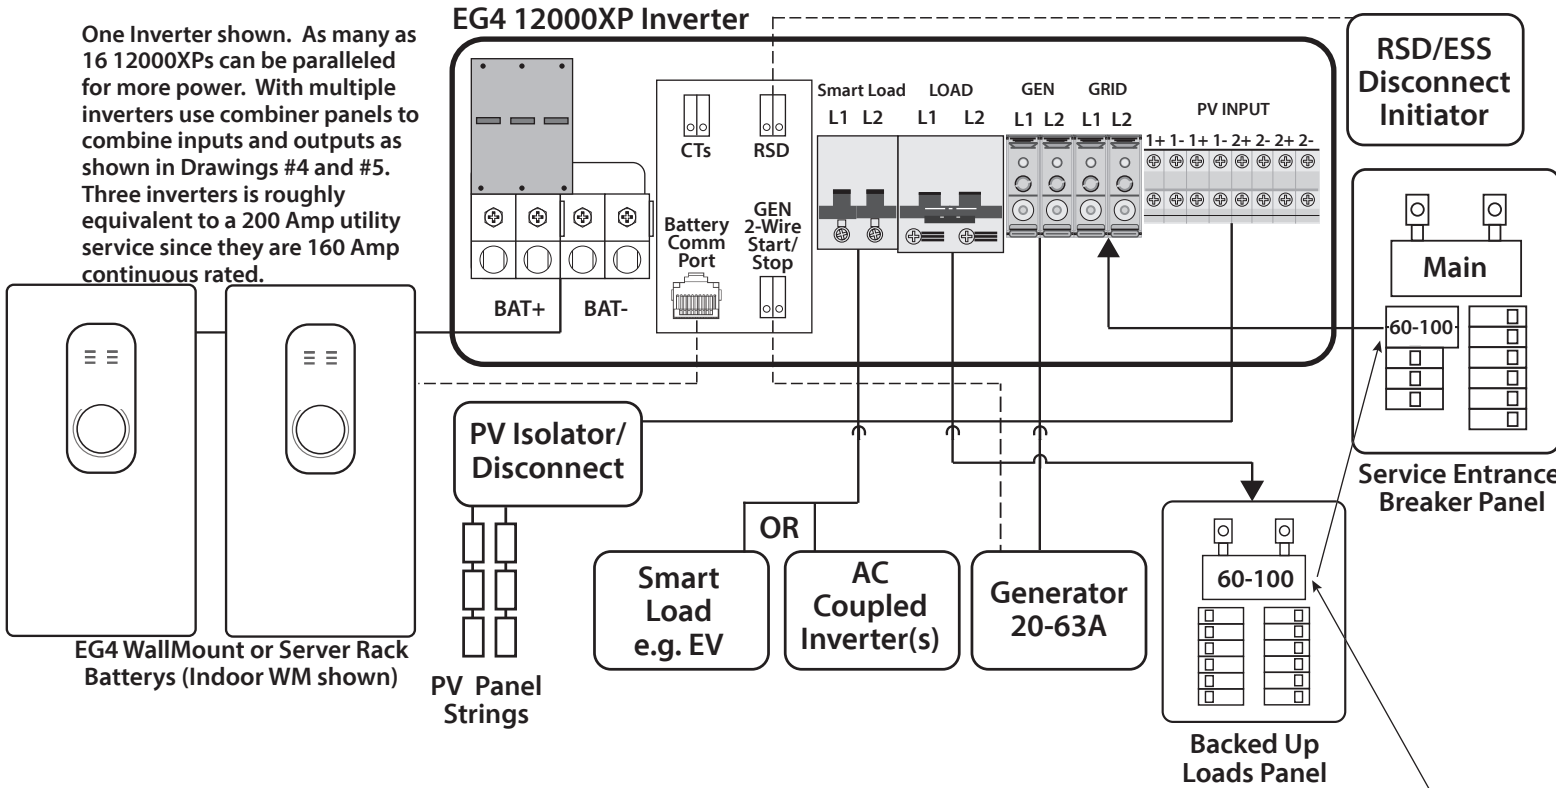 EG4 12000XP Inverter
One Inverter shown. As many as
16 12000XPs can be paralleled
for more power. With multiple
inverters use combiner panels to
combine inputs and outputs as
shown in Drawings #4 and #5.
Three inverters is roughly
equivalent to a 200 Amp utility
service since they are 160 Amp
continuous rated.
BAT+ BAT-
CTs RSD
Battery
Comm
Port
GEN
2-Wire
Start/
Stop
Smart Load LOAD GEN GRID
L1 L2 L1 L2 L1 L2 L1 L2
PV INPUT
1+ 1- 1+ 1- 2+ 2- 2+ 2-
RSD/ESS
Disconnect
Initiator
Main
60-100
Service Entrance
Breaker Panel
PV Isolator/
Disconnect
OR
Smart
Load
e.g. EV
AC
Coupled
Inverter(s)
Generator
20-63A
60-100
Backed Up
Loads Panel
EG4 WallMount or Server Rack
Batterys (Indoor WM shown)
PV Panel
Strings